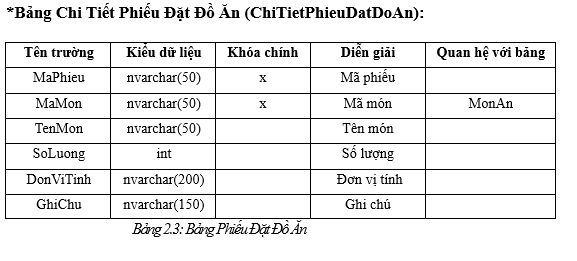 *Bảng Chi Tiết Phiếu Đặt Đồ Ăn (ChiTietPhieuDatDoAn):
Tên trường Kiểu dữ liệu Khóa chính Diễn giải Quan hệ với bảng
MaPhieu nvarchar(50) x Mã phiếu
MaMon nvarchar(50) x Mã món MonAn
TenMon nvarchar(50) Tên món
SoLuong int Số lượng
DonViTinh nvarchar(200) Đơn vị tính
GhiChu nvarchar(150) Ghi chú
Bảng 2.3: Bảng Phiếu Đặt Đồ Ăn